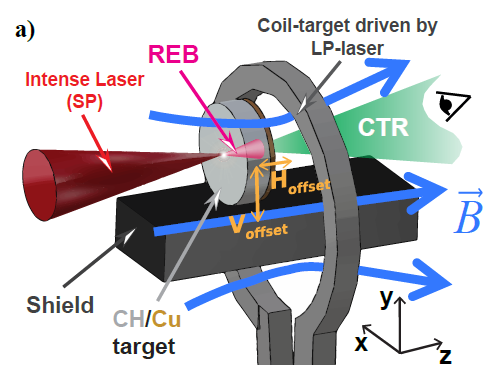 a)
Coil-target driven by
LP-laser
REB
Intense Laser
(SP)
CTR
H offset
V offset
B
Shield
CH/Cu
target
y
x
z